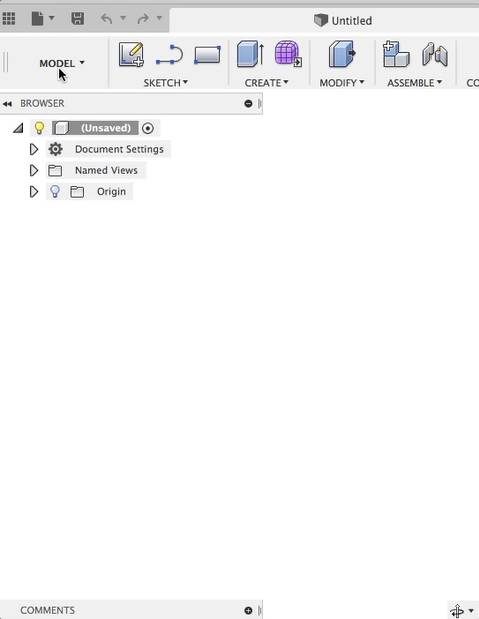 Untitled
MODEL
SKETCH
CREATE
MODIFY
ASSEMBLE
CO
BROWSER
(Unsaved)
Document Settings
Named Views
Origin
COMMENTS